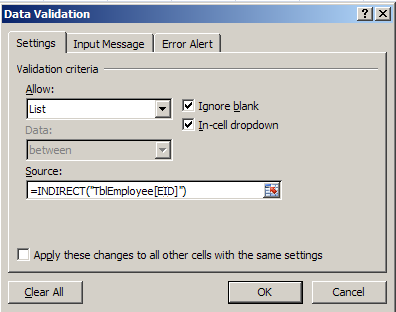 Data Validation
Settings
Input Message
Error Alert
Validation criteria
Allow:
List
Ignore blank
In-cell dropdown
Data:
between
Source:
=INDIRECT("TblEmployee[EID]")
Apply these changes to all other cells with the same settings
Clear All
OK
Cancel